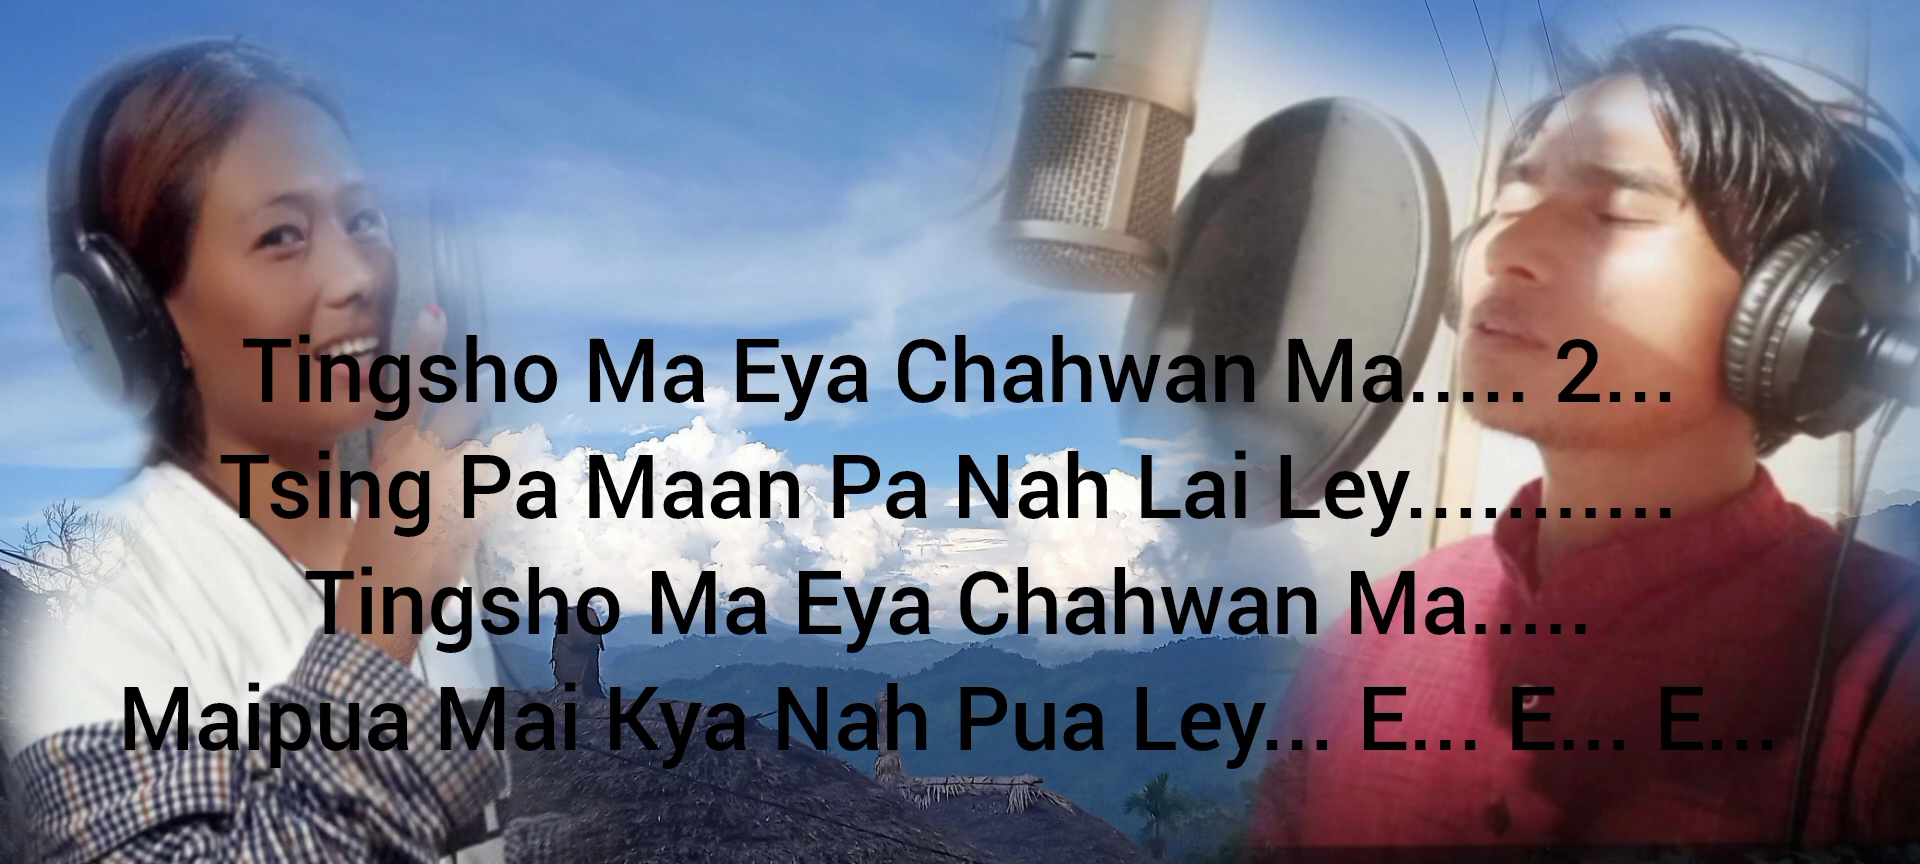 Tingsho Ma Eya Chahwan Ma..... 2...
Tsing Pa Maan Pa Nah Lai Ley...........
Tingsho Ma Eya Chahwan Ma.....
Maipua Mai Kya Nah Pua Ley... E... E... E...